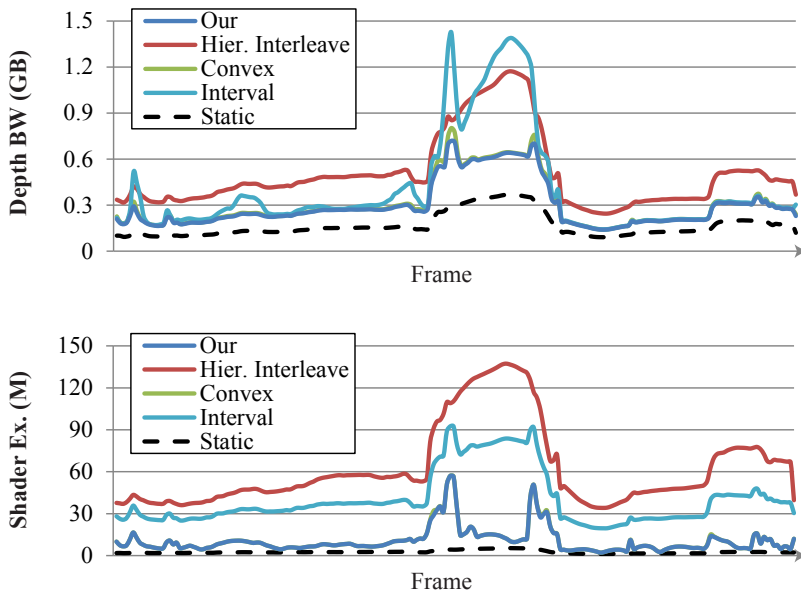 Depth BW (GB)
1.5
1.2
0.9
0.6
0.3
0
Our
Hier. Interleave
Convex
Interval
Static
Frame
Shader Ex. (M)
150
120
90
60
30
0
Our
Hier. Interleave
Convex
Interval
Static
Frame